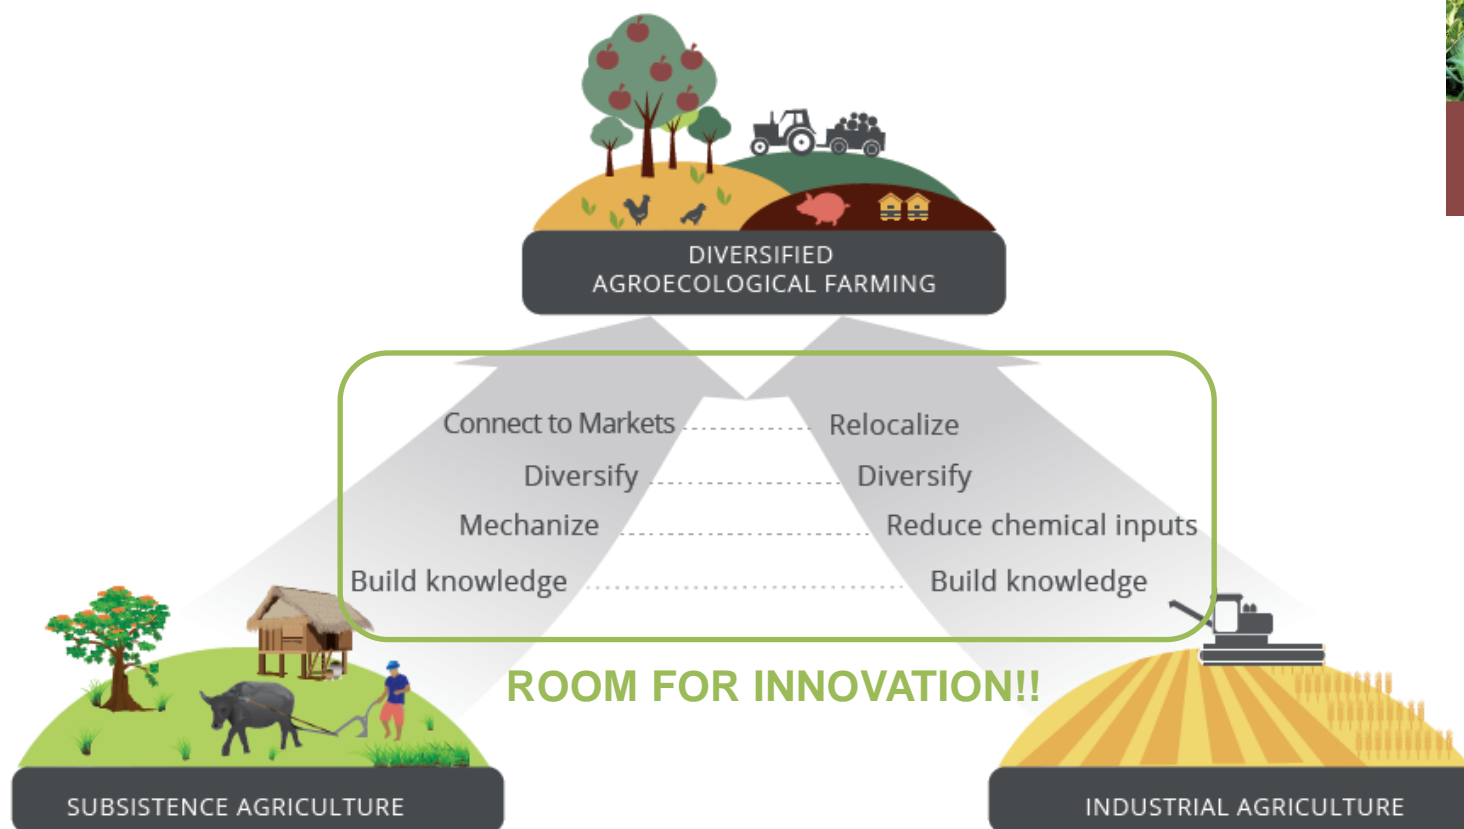 DIVERSIFIED
AGROECOLOGICAL FARMING
Connect to Markets
Relocalize
Diversify
Diversify
Mechanize
Reduce chemical inputs
Build knowledge
Build knowledge
ROOM FOR INNOVATION!!
SUBSISTENCE AGRICULTURE
INDUSTRIAL AGRICULTURE